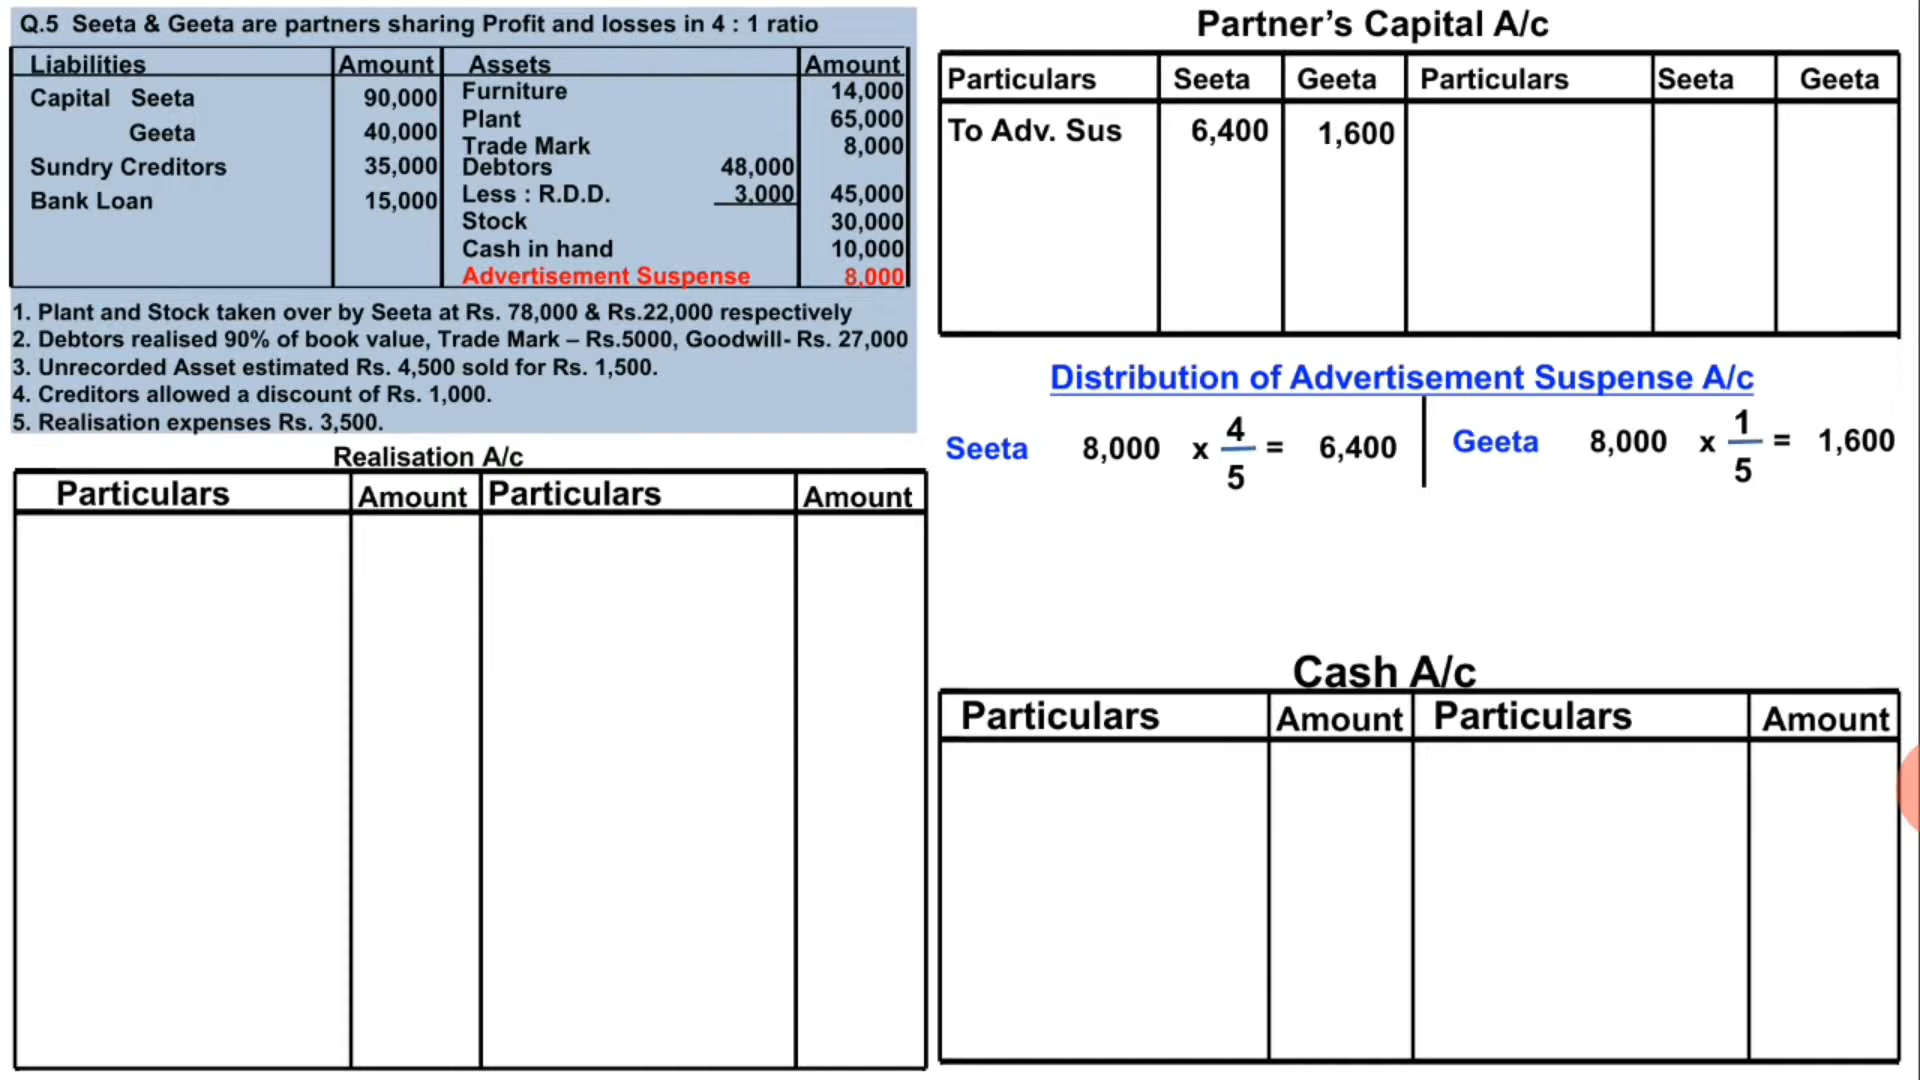 Q.5 Seeta & Geeta are partners sharing Profit and losses in 4 : 1 ratio
Liabilities Amount Assets Amount
Capital Seeta 90,000 Furniture 14,000
Plant 65,000
Geeta 40,000 Trade Mark 8,000
Sundry Creditors 35,000 Debtors 48,000
Bank Loan 15,000 Less : R.D.D. 3,000 45,000
Stock 30,000
Cash in hand 10,000
Advertisement Suspense 8,000
1. Plant and Stock taken over by Seeta at Rs. 78,000 & Rs.22,000 respectively
2. Debtors realised 90% of book value, Trade Mark – Rs.5000, Goodwill- Rs. 27,000
3. Unrecorded Asset estimated Rs. 4,500 sold for Rs. 1,500.
4. Creditors allowed a discount of Rs. 1,000.
5. Realisation expenses Rs. 3,500.
Realisation A/c
Particulars Amount Particulars Amount
Partner’s Capital A/c
Particulars Seeta Geeta Particulars Seeta Geeta
To Adv. Sus 6,400 1,600
Distribution of Advertisement Suspense A/c
Seeta 8,000 x 4/5 = 6,400
Geeta 8,000 x 1/5 = 1,600
Cash A/c
Particulars Amount Particulars Amount